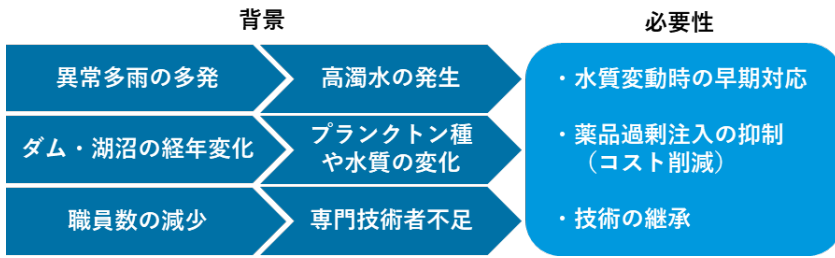 背景
必要性
異常多雨の多発
高濁水の発生
・水質変動時の早期対応
ダム・湖沼の経年変化
プランクトン種
や水質の変化
・薬品過剰注入の抑制
（コスト削減）
職員数の減少
専門技術者不足
・技術の継承